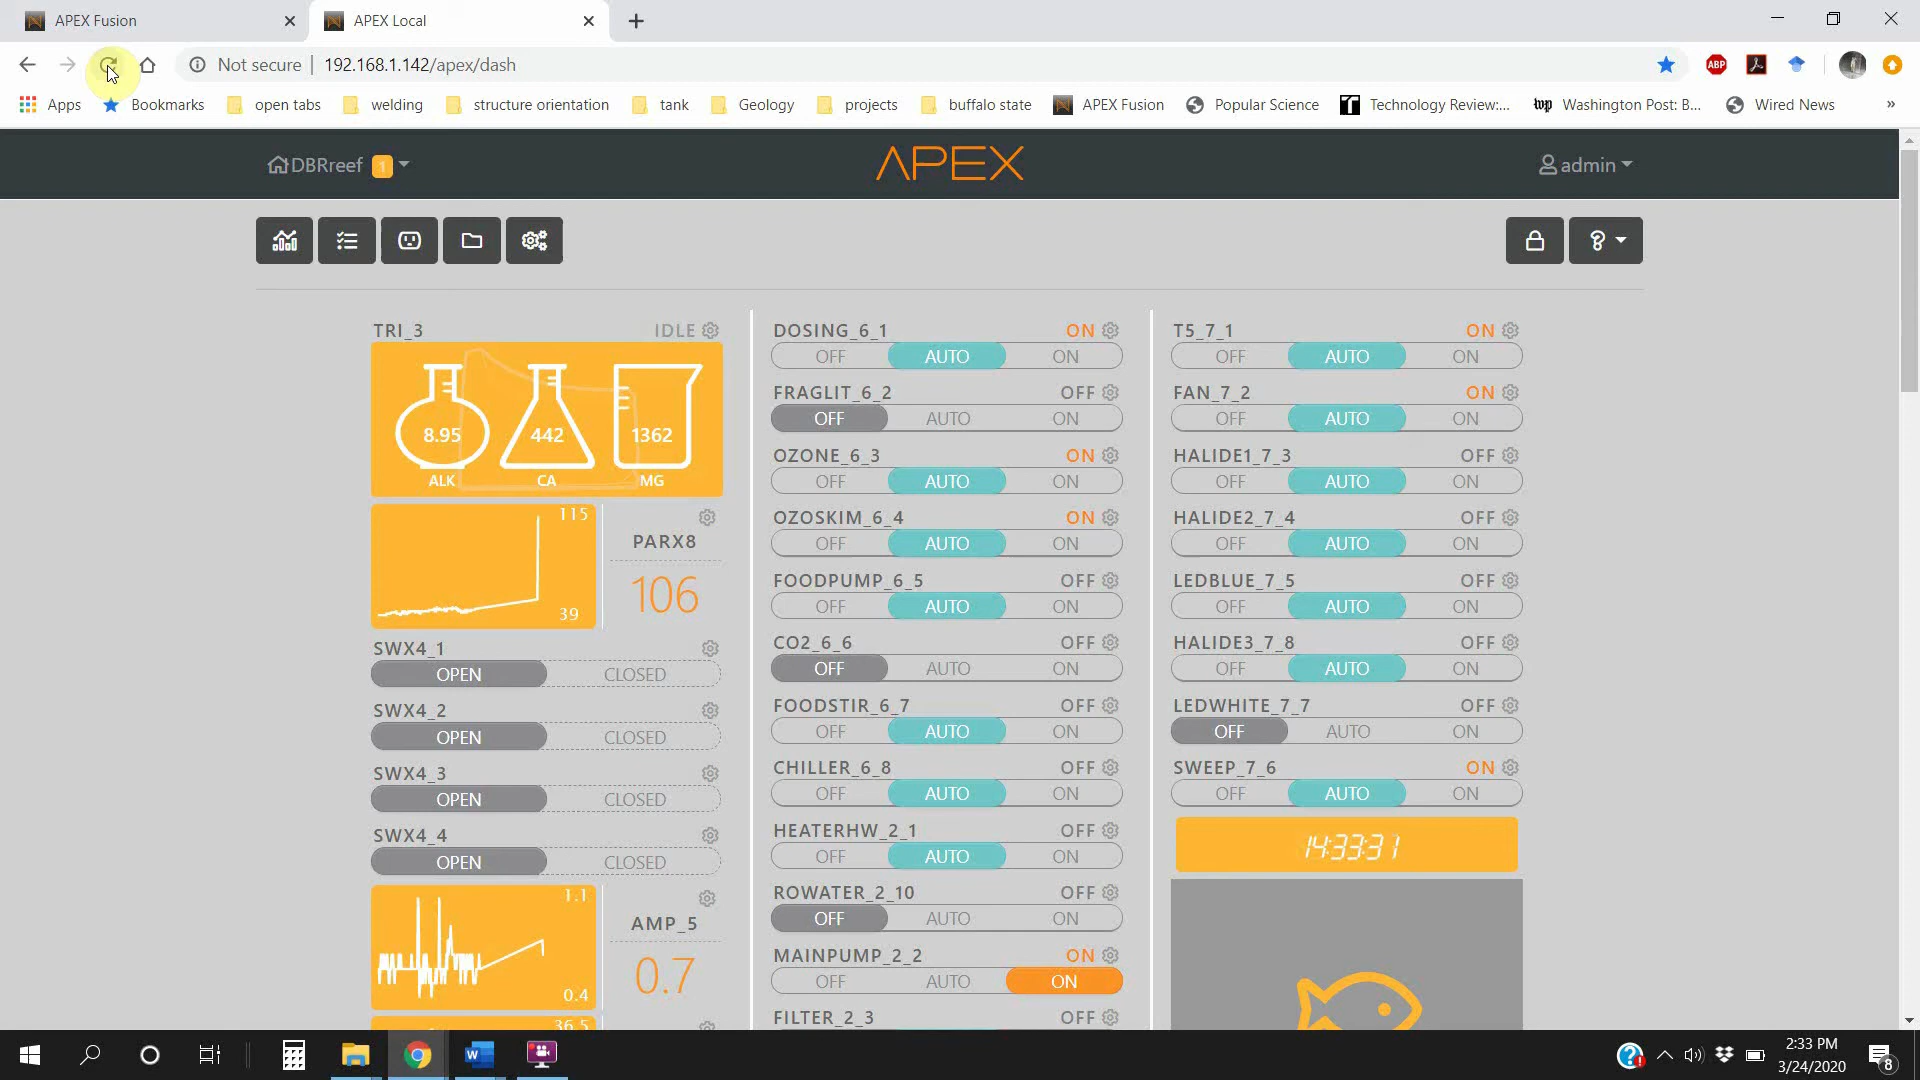 APEX Fusion
APEX Local
Not secure
192.168.1.142/apex/dash
ABP
Apps
Bookmarks
open tabs
welding
structure orientation
tank
Geology
projects
buffalo state
APEX Fusion
Popular Science
Technology Review:...
wp
Washington Post: B...
Wired News
»
DBRreef 1
APEX
admin
?
TRI_3 IDLE
8.95 442 1362
ALK CA MG
115
39
PARX8
106
SWX4_1
OPEN CLOSED
SWX4_2
OPEN CLOSED
SWX4_3
OPEN CLOSED
SWX4_4
OPEN CLOSED
1.1
0.4
AMP_5
0.7
36.5
DOSING_6_1 ON
OFF AUTO ON
FRAGLIT_6_2 OFF
OFF AUTO ON
OZONE_6_3 ON
OFF AUTO ON
OZOSKIM_6_4 ON
OFF AUTO ON
FOODPUMP_6_5 OFF
OFF AUTO ON
CO2_6_6 OFF
OFF AUTO ON
FOODSTIR_6_7 OFF
OFF AUTO ON
CHILLER_6_8 OFF
OFF AUTO ON
HEATERHW_2_1 OFF
OFF AUTO ON
ROWATER_2_10 OFF
OFF AUTO ON
MAINPUMP_2_2 ON
OFF AUTO ON
FILTER_2_3 OFF
T5_7_1 ON
OFF AUTO ON
FAN_7_2 ON
OFF AUTO ON
HALIDE1_7_3 OFF
OFF AUTO ON
HALIDE2_7_4 OFF
OFF AUTO ON
LEDBLUE_7_5 OFF
OFF AUTO ON
HALIDE3_7_8 OFF
OFF AUTO ON
LEDWHITE_7_7 OFF
OFF AUTO ON
SWEEP_7_6 ON
OFF AUTO ON
14:33:31
2:33 PM
3/24/2020
8